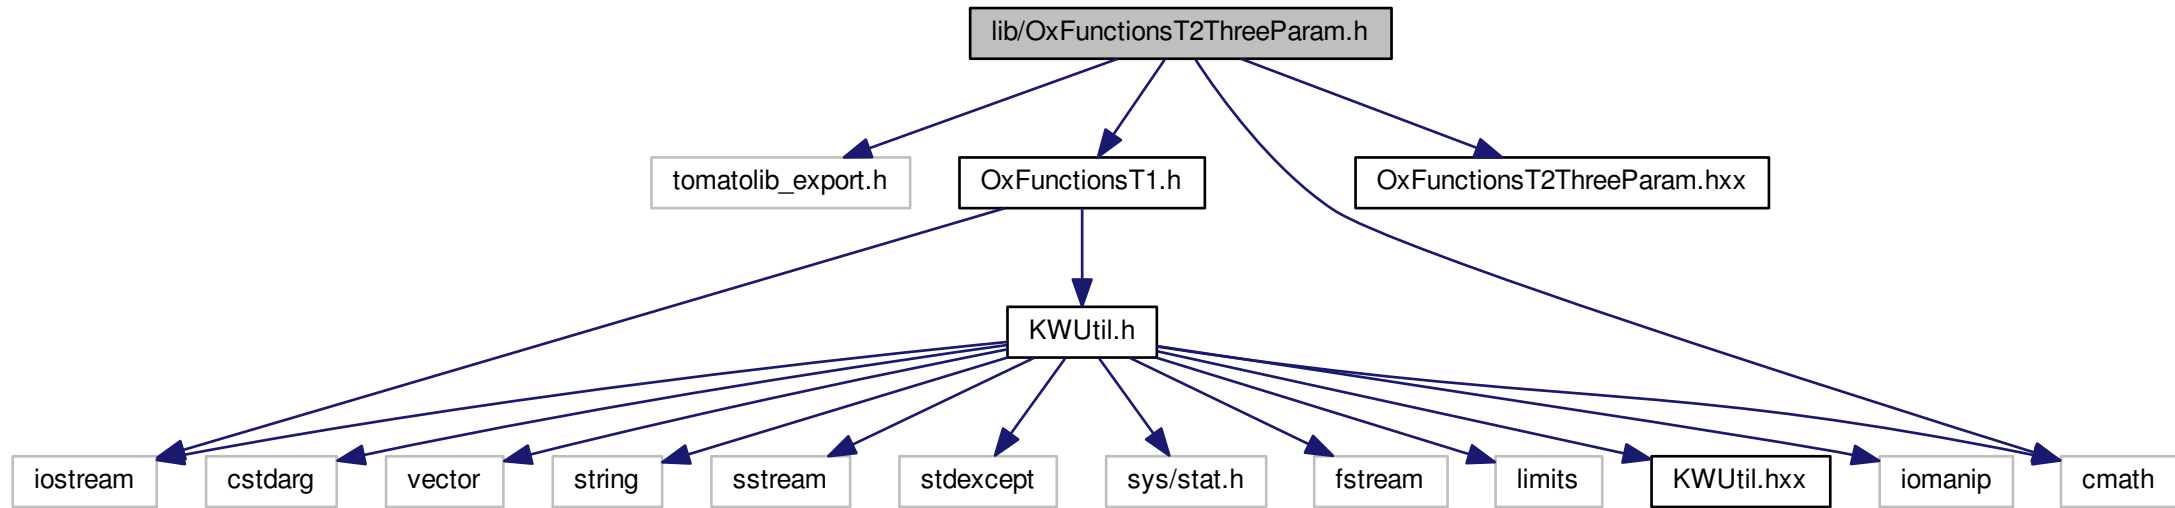 lib/OxFunctionsT2ThreeParam.h
tomatolib_export.h
OxFunctionsT1.h
OxFunctionsT2ThreeParam.hxx
KWUtil.h
iostream
cstdarg
vector
string
sstream
stdexcept
sys/stat.h
fstream
limits
KWUtil.hxx
iomanip
cmath